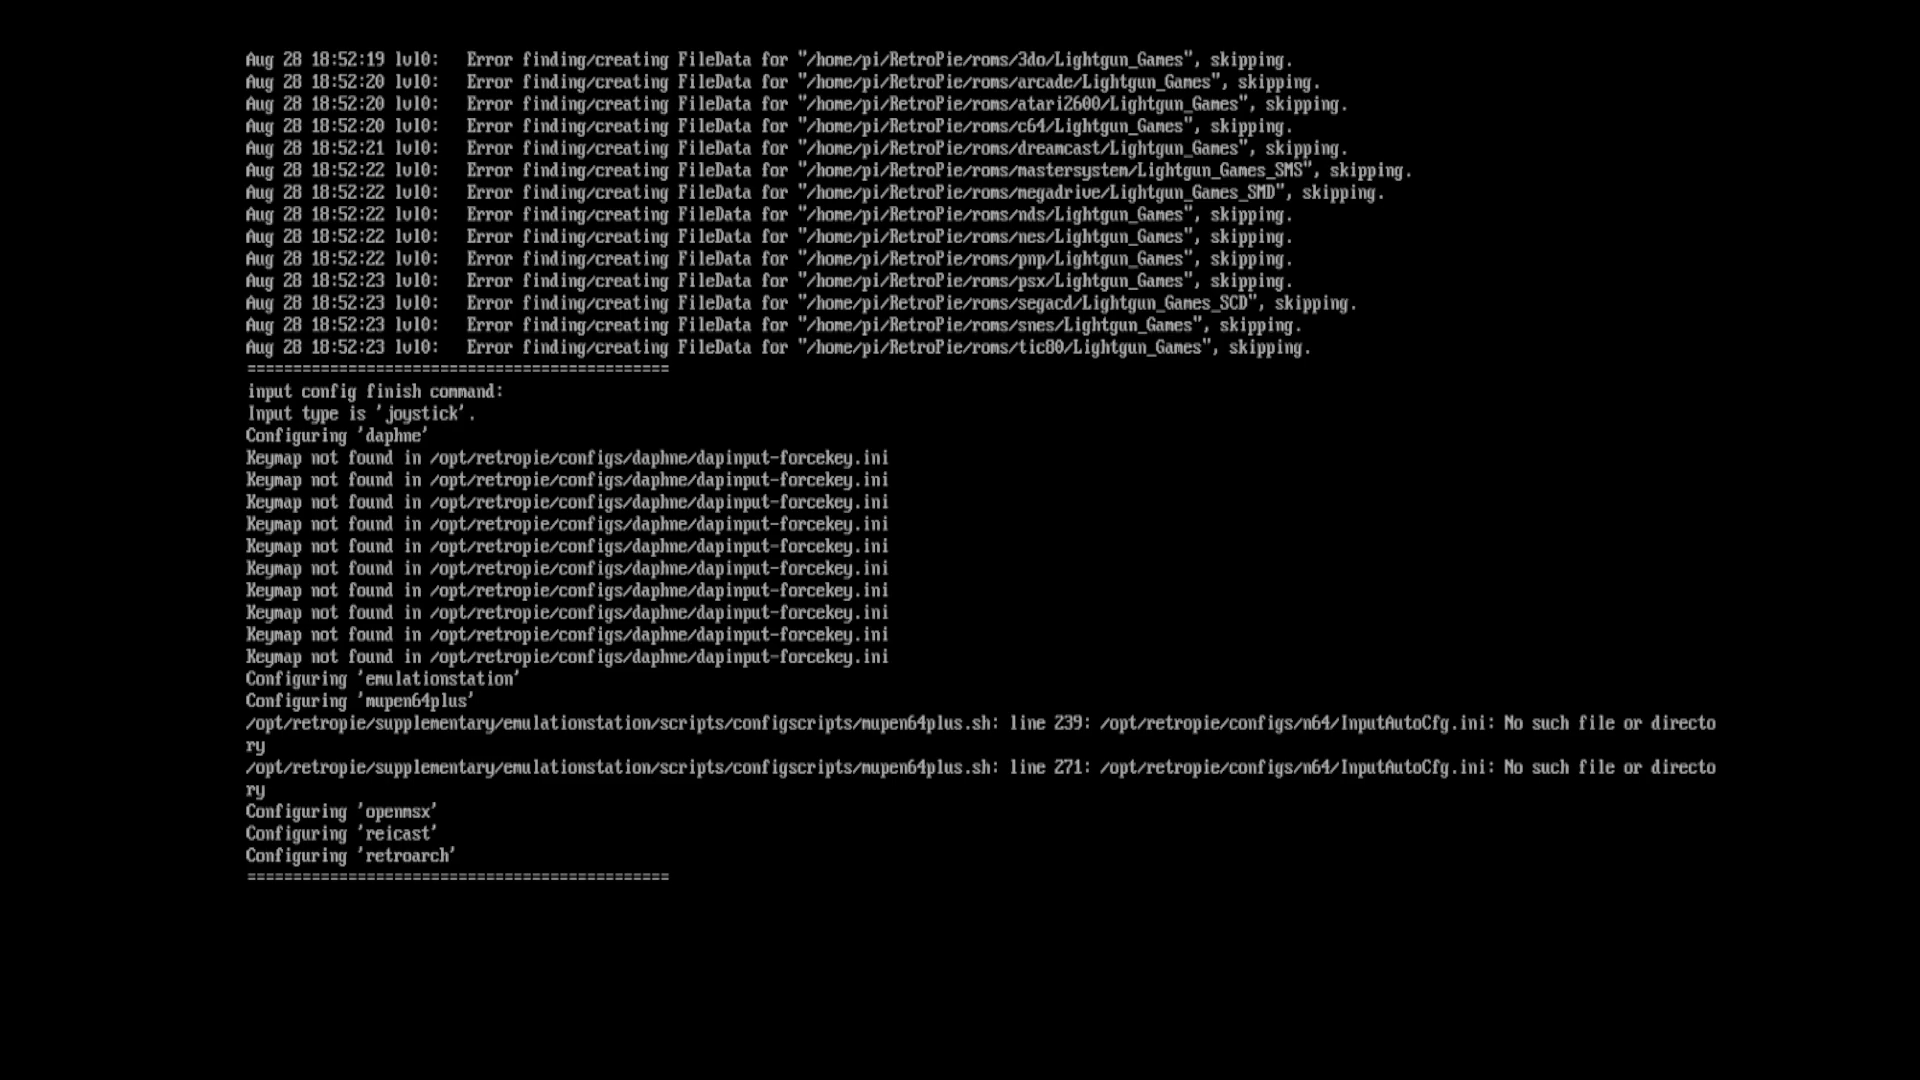 Aug 28 18:52:19 lvl0:   Error finding/creating FileData for "/home/pi/RetroPie/roms/3do/Lightgun_Games", skipping.
Aug 28 18:52:20 lvl0:   Error finding/creating FileData for "/home/pi/RetroPie/roms/arcade/Lightgun_Games", skipping.
Aug 28 18:52:20 lvl0:   Error finding/creating FileData for "/home/pi/RetroPie/roms/atari2600/Lightgun_Games", skipping.
Aug 28 18:52:20 lvl0:   Error finding/creating FileData for "/home/pi/RetroPie/roms/c64/Lightgun_Games", skipping.
Aug 28 18:52:21 lvl0:   Error finding/creating FileData for "/home/pi/RetroPie/roms/dreamcast/Lightgun_Games", skipping.
Aug 28 18:52:22 lvl0:   Error finding/creating FileData for "/home/pi/RetroPie/roms/mastersystem/Lightgun_Games_SMS", skipping.
Aug 28 18:52:22 lvl0:   Error finding/creating FileData for "/home/pi/RetroPie/roms/megadrive/Lightgun_Games_SMD", skipping.
Aug 28 18:52:22 lvl0:   Error finding/creating FileData for "/home/pi/RetroPie/roms/nds/Lightgun_Games", skipping.
Aug 28 18:52:22 lvl0:   Error finding/creating FileData for "/home/pi/RetroPie/roms/nes/Lightgun_Games", skipping.
Aug 28 18:52:22 lvl0:   Error finding/creating FileData for "/home/pi/RetroPie/roms/pnp/Lightgun_Games", skipping.
Aug 28 18:52:23 lvl0:   Error finding/creating FileData for "/home/pi/RetroPie/roms/psx/Lightgun_Games", skipping.
Aug 28 18:52:23 lvl0:   Error finding/creating FileData for "/home/pi/RetroPie/roms/segacd/Lightgun_Games_SCD", skipping.
Aug 28 18:52:23 lvl0:   Error finding/creating FileData for "/home/pi/RetroPie/roms/snes/Lightgun_Games", skipping.
Aug 28 18:52:23 lvl0:   Error finding/creating FileData for "/home/pi/RetroPie/roms/tic80/Lightgun_Games", skipping.
==============================================
input config finish command:
Input type is 'joystick'.
Configuring 'daphne'
Keymap not found in /opt/retropie/configs/daphne/dapinput-forcekey.ini
Keymap not found in /opt/retropie/configs/daphne/dapinput-forcekey.ini
Keymap not found in /opt/retropie/configs/daphne/dapinput-forcekey.ini
Keymap not found in /opt/retropie/configs/daphne/dapinput-forcekey.ini
Keymap not found in /opt/retropie/configs/daphne/dapinput-forcekey.ini
Keymap not found in /opt/retropie/configs/daphne/dapinput-forcekey.ini
Keymap not found in /opt/retropie/configs/daphne/dapinput-forcekey.ini
Keymap not found in /opt/retropie/configs/daphne/dapinput-forcekey.ini
Keymap not found in /opt/retropie/configs/daphne/dapinput-forcekey.ini
Keymap not found in /opt/retropie/configs/daphne/dapinput-forcekey.ini
Configuring 'emulationstation'
Configuring 'mupen64plus'
/opt/retropie/supplementary/emulationstation/scripts/configscripts/mupen64plus.sh: line 239: /opt/retropie/configs/n64/InputAutoCfg.ini: No such file or directo
ry
/opt/retropie/supplementary/emulationstation/scripts/configscripts/mupen64plus.sh: line 271: /opt/retropie/configs/n64/InputAutoCfg.ini: No such file or directo
ry
Configuring 'openmsx'
Configuring 'reicast'
Configuring 'retroarch'
==============================================